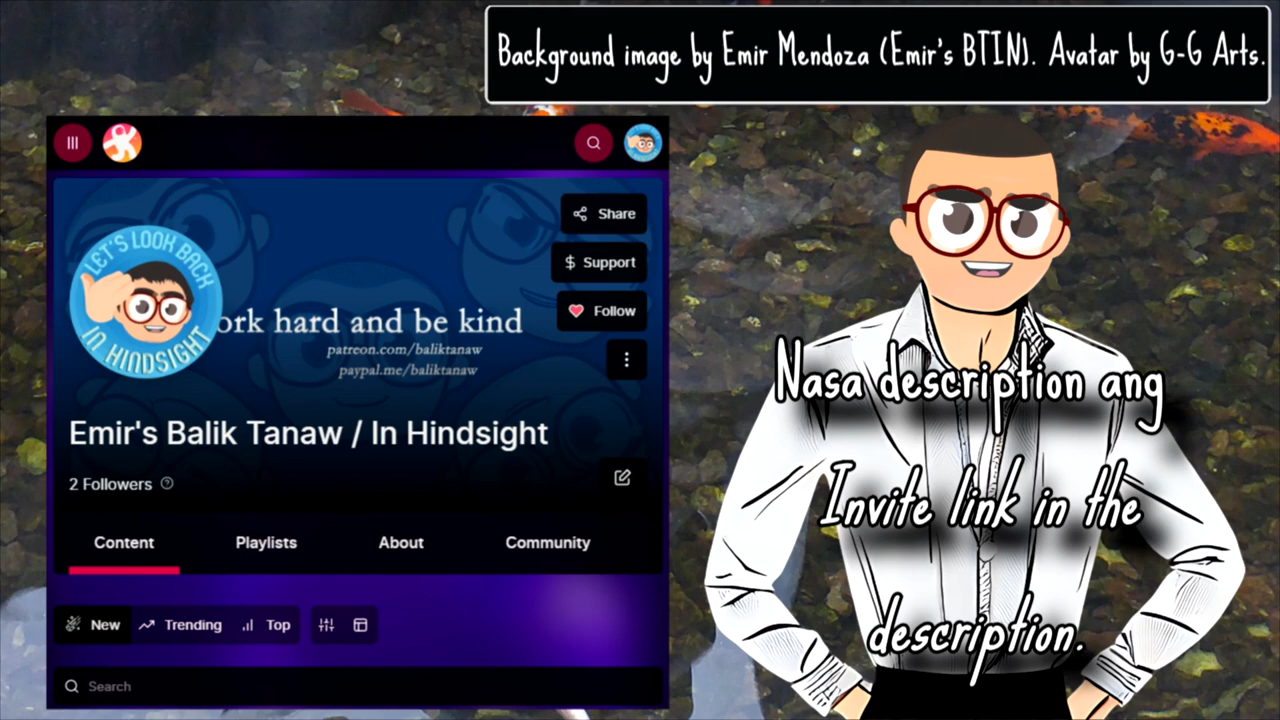 Background image by Emir Mendoza (Emir's BTIN). Avatar by G-G Arts.
Share
Support
Follow
LET'S LOOK BACK
IN HINDSIGHT
ork hard and be kind
patreon.com/baliktanaw
paypal.me/baliktanaw
Emir's Balik Tanaw / In Hindsight
2 Followers
Content Playlists About Community
New Trending Top
Search
Nasa description ang
Invite link in the
description.